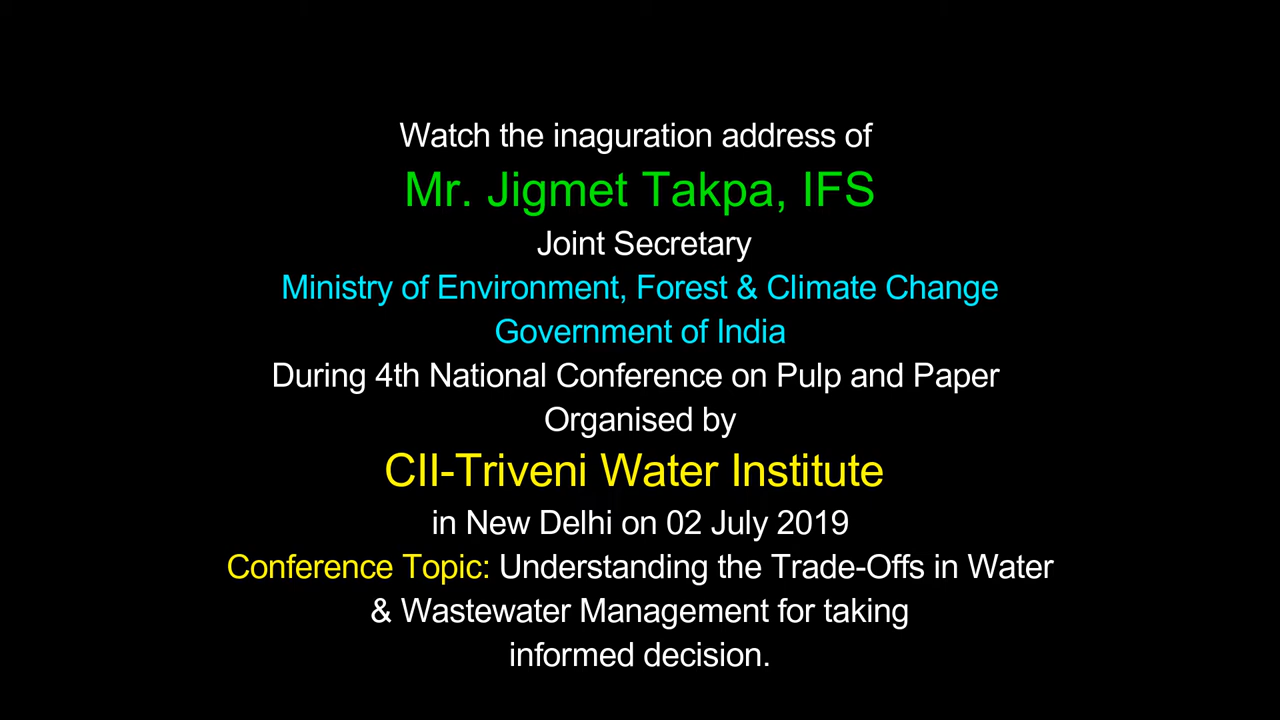 Watch the inaguration address of
Mr. Jigmet Takpa, IFS
Joint Secretary
Ministry of Environment, Forest & Climate Change
Government of India
During 4th National Conference on Pulp and Paper
Organised by
CII-Triveni Water Institute
in New Delhi on 02 July 2019
Conference Topic: Understanding the Trade-Offs in Water
& Wastewater Management for taking
informed decision.